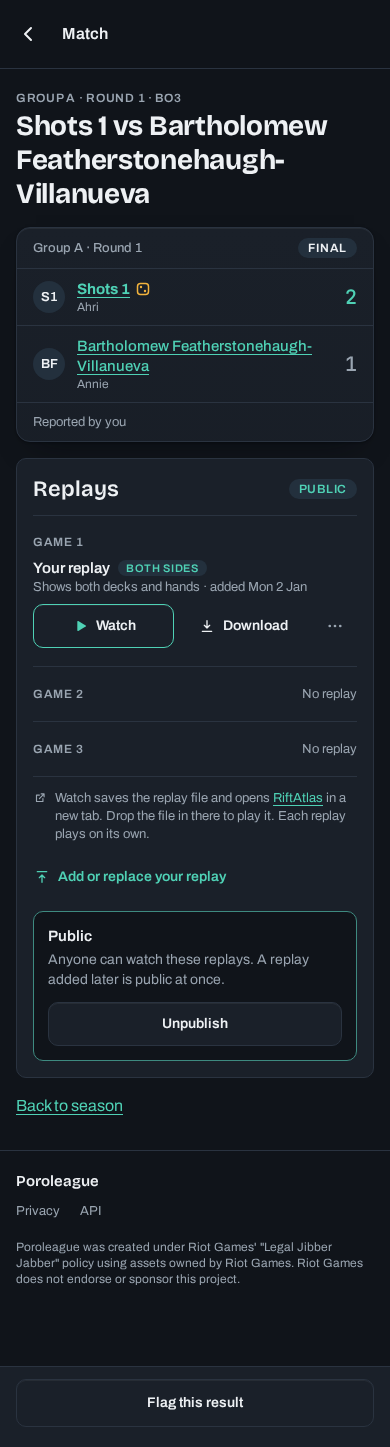 Match
GROUP A · ROUND 1 · BO3
Shots 1 vs Bartholomew
Featherstonehaugh-
Villanueva
Group A · Round 1
FINAL
S1
Shots 1
Ahri
2
BF
Bartholomew Featherstonehaugh-
Villanueva
Annie
1
Reported by you
Replays
PUBLIC
GAME 1
Your replay BOTH SIDES
Shows both decks and hands · added Mon 2 Jan
Watch
Download
···
GAME 2
No replay
GAME 3
No replay
Watch saves the replay file and opens RiftAtlas in a
new tab. Drop the file in there to play it. Each replay
plays on its own.
Add or replace your replay
Public
Anyone can watch these replays. A replay
added later is public at once.
Unpublish
Back to season
Poroleague
Privacy API
Poroleague was created under Riot Games' "Legal Jibber
Jabber" policy using assets owned by Riot Games. Riot Games
does not endorse or sponsor this project.
Flag this result